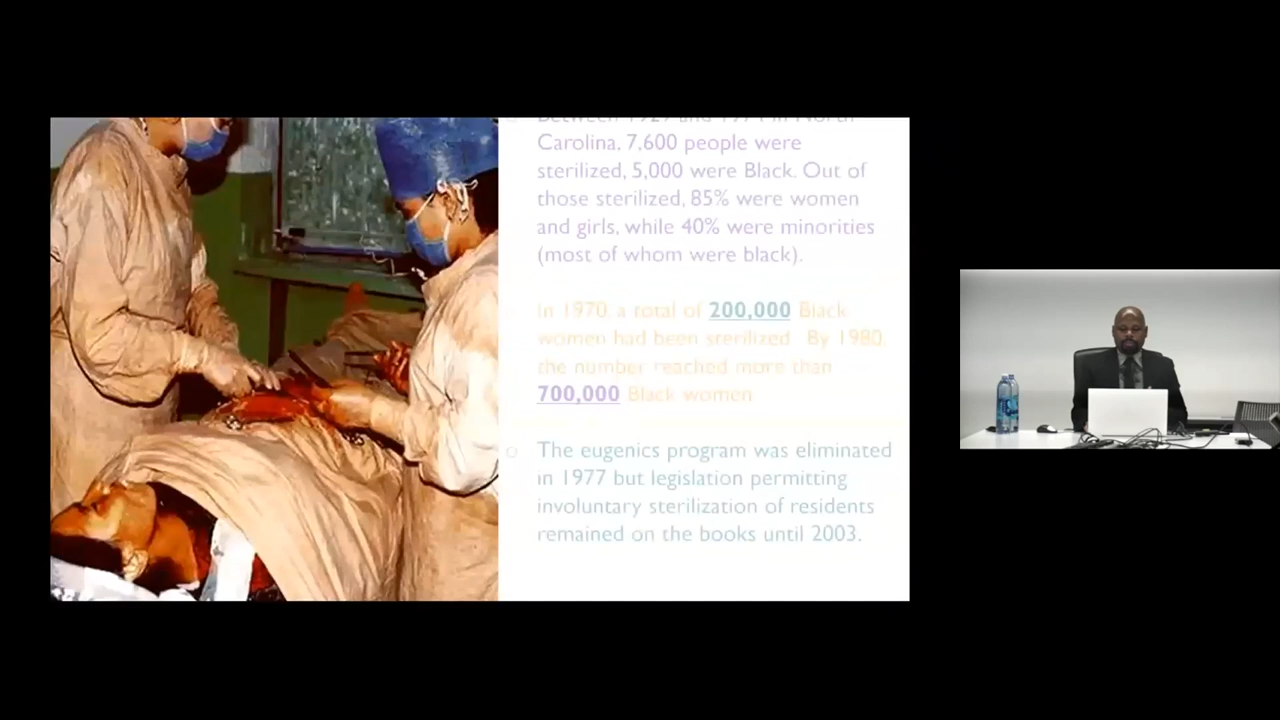 Carolina, 7,600 people were
sterilized, 5,000 were Black. Out of
those sterilized, 85% were women
and girls, while 40% were minorities
(most of whom were black).
In 1970, a total of 200,000 Black
women had been sterilized. By 1980,
the number reached more than
700,000 Black women
The eugenics program was eliminated
in 1977 but legislation permitting
involuntary sterilization of residents
remained on the books until 2003.